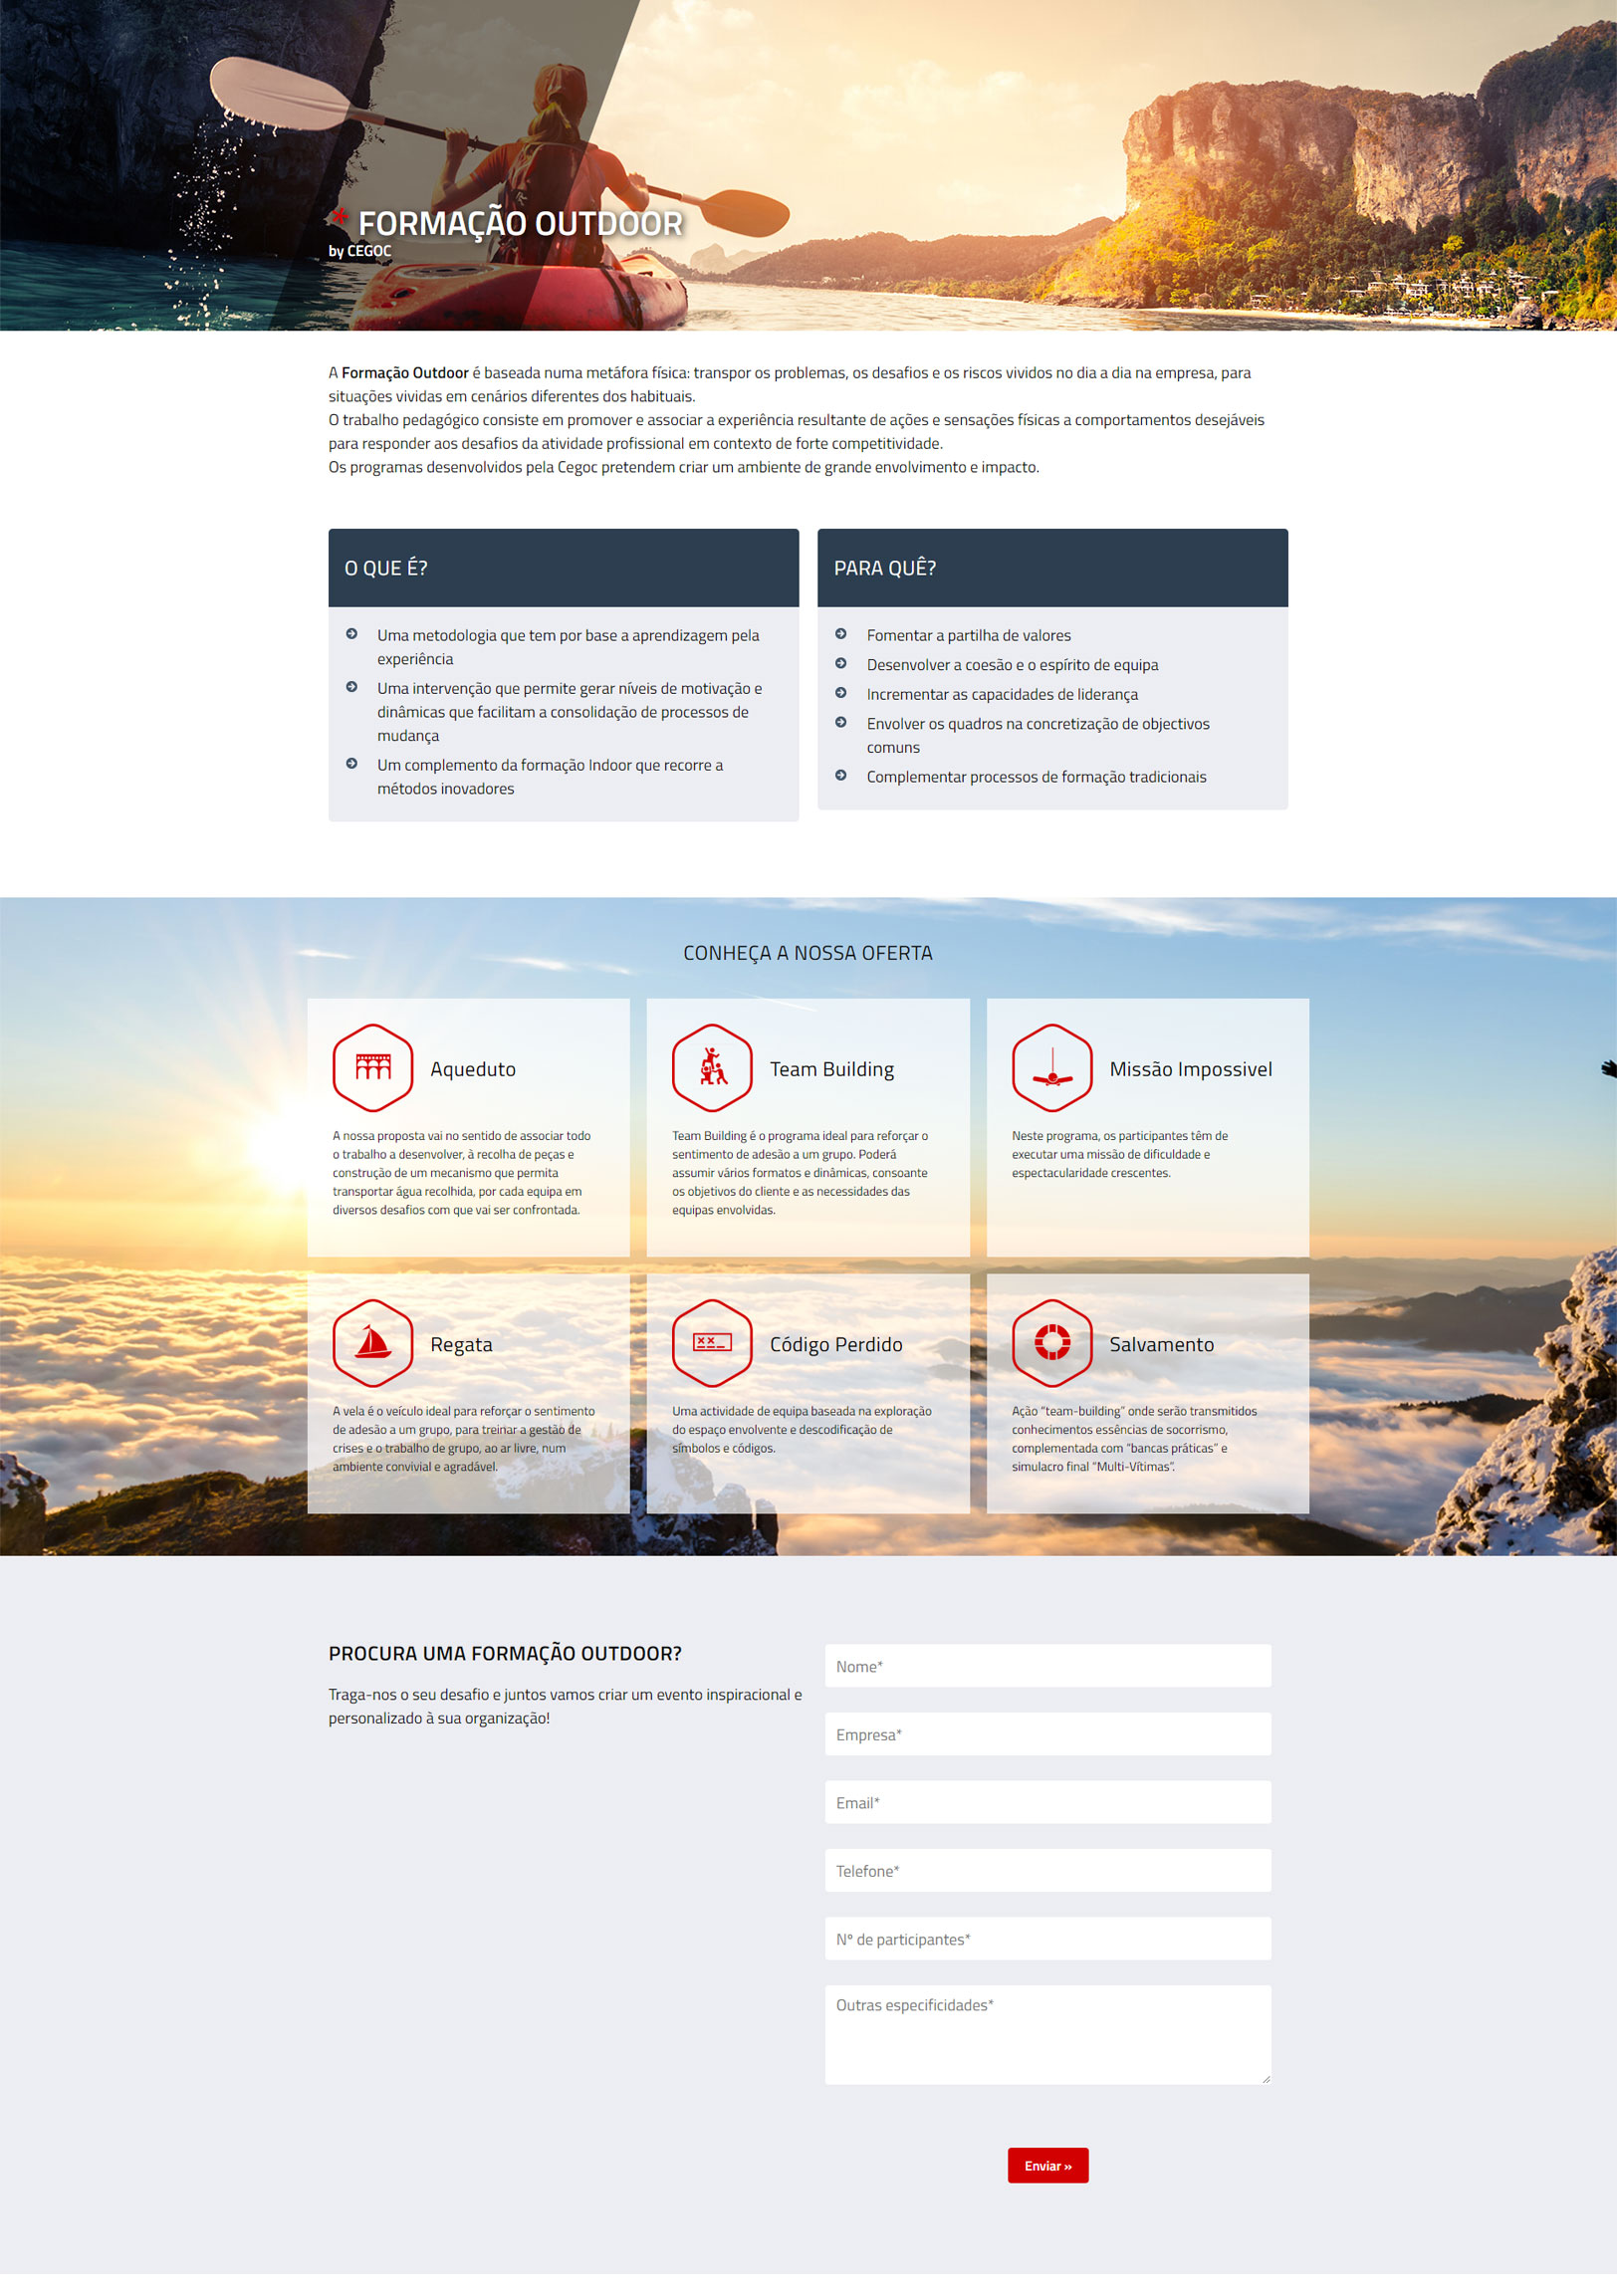 * FORMAÇÃO OUTDOOR
by CEGOC
A Formação Outdoor é baseada numa metáfora física: transpor os problemas, os desafios e os riscos vividos no dia a dia na empresa, para
situações vividas em cenários diferentes dos habituais.
O trabalho pedagógico consiste em promover e associar a experiência resultante de ações e sensações físicas a comportamentos desejáveis
para responder aos desafios da atividade profissional em contexto de forte competitividade.
Os programas desenvolvidos pela Cegoc pretendem criar um ambiente de grande envolvimento e impacto.
O QUE É?
Uma metodologia que tem por base a aprendizagem pela
experiência
Uma intervenção que permite gerar níveis de motivação e
dinâmicas que facilitam a consolidação de processos de
mudança
Um complemento da formação Indoor que recorre a
métodos inovadores
PARA QUÊ?
Fomentar a partilha de valores
Desenvolver a coesão e o espírito de equipa
Incrementar as capacidades de liderança
Envolver os quadros na concretização de objectivos
comuns
Complementar processos de formação tradicionais
CONHEÇA A NOSSA OFERTA
Aqueduto
A nossa proposta vai no sentido de associar todo
o trabalho a desenvolver, à recolha de peças e
construção de um mecanismo que permita
transportar água recolhida, por cada equipa em
diversos desafios com que vai ser confrontada.
Team Building
Team Building é o programa ideal para reforçar o
sentimento de adesão a um grupo. Poderá
assumir vários formatos e dinâmicas, consoante
os objetivos do cliente e as necessidades das
equipas envolvidas.
Missão Impossivel
Neste programa, os participantes têm de
executar uma missão de dificuldade e
espectacularidade crescentes.
Regata
A vela é o veículo ideal para reforçar o sentimento
de adesão a um grupo, para treinar a gestão de
crises e o trabalho de grupo, ao ar livre, num
ambiente convivial e agradável.
Código Perdido
Uma actividade de equipa baseada na exploração
do espaço envolvente e descodificação de
símbolos e códigos.
Salvamento
Ação “team-building” onde serão transmitidos
conhecimentos essências de socorrismo,
complementada com “bancas práticas” e
simulacro final “Multi-Vítimas”.
PROCURA UMA FORMAÇÃO OUTDOOR?
Traga-nos o seu desafio e juntos vamos criar um evento inspiracional e
personalizado à sua organização!
Nome*
Empresa*
Email*
Telefone*
Nº de participantes*
Outras especificidades*
Enviar »